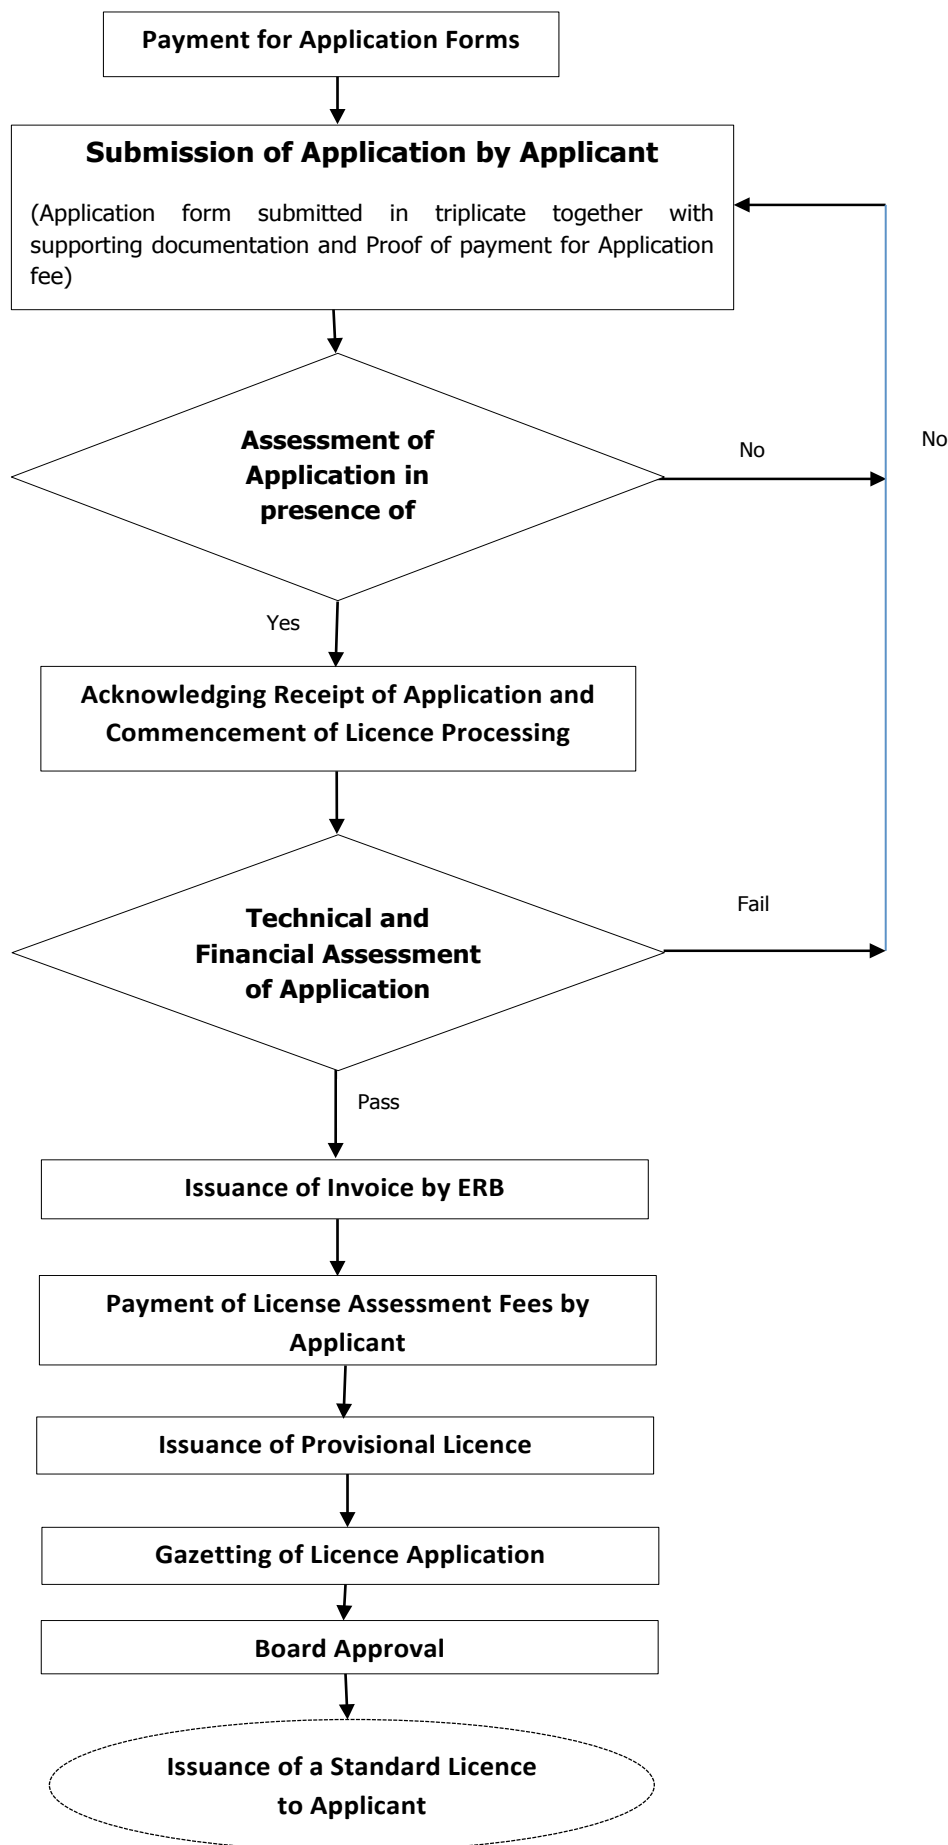 Payment for Application Forms
Submission of Application by Applicant
(Application form submitted in triplicate together with
supporting documentation and Proof of payment for Application
fee)
Assessment of
Application in
presence of
No
No
Yes
Acknowledging Receipt of Application and
Commencement of Licence Processing
Technical and
Financial Assessment
of Application
Fail
Pass
Issuance of Invoice by ERB
Payment of License Assessment Fees by
Applicant
Issuance of Provisional Licence
Gazetting of Licence Application
Board Approval
Issuance of a Standard Licence
to Applicant